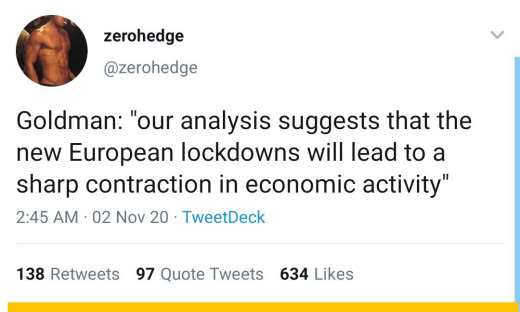 zerohedge
@zerohedge
Goldman: "our analysis suggests that the
new European lockdowns will lead to a
sharp contraction in economic activity"
2:45 AM · 02 Nov 20 · TweetDeck
138 Retweets 97 Quote Tweets 634 Likes